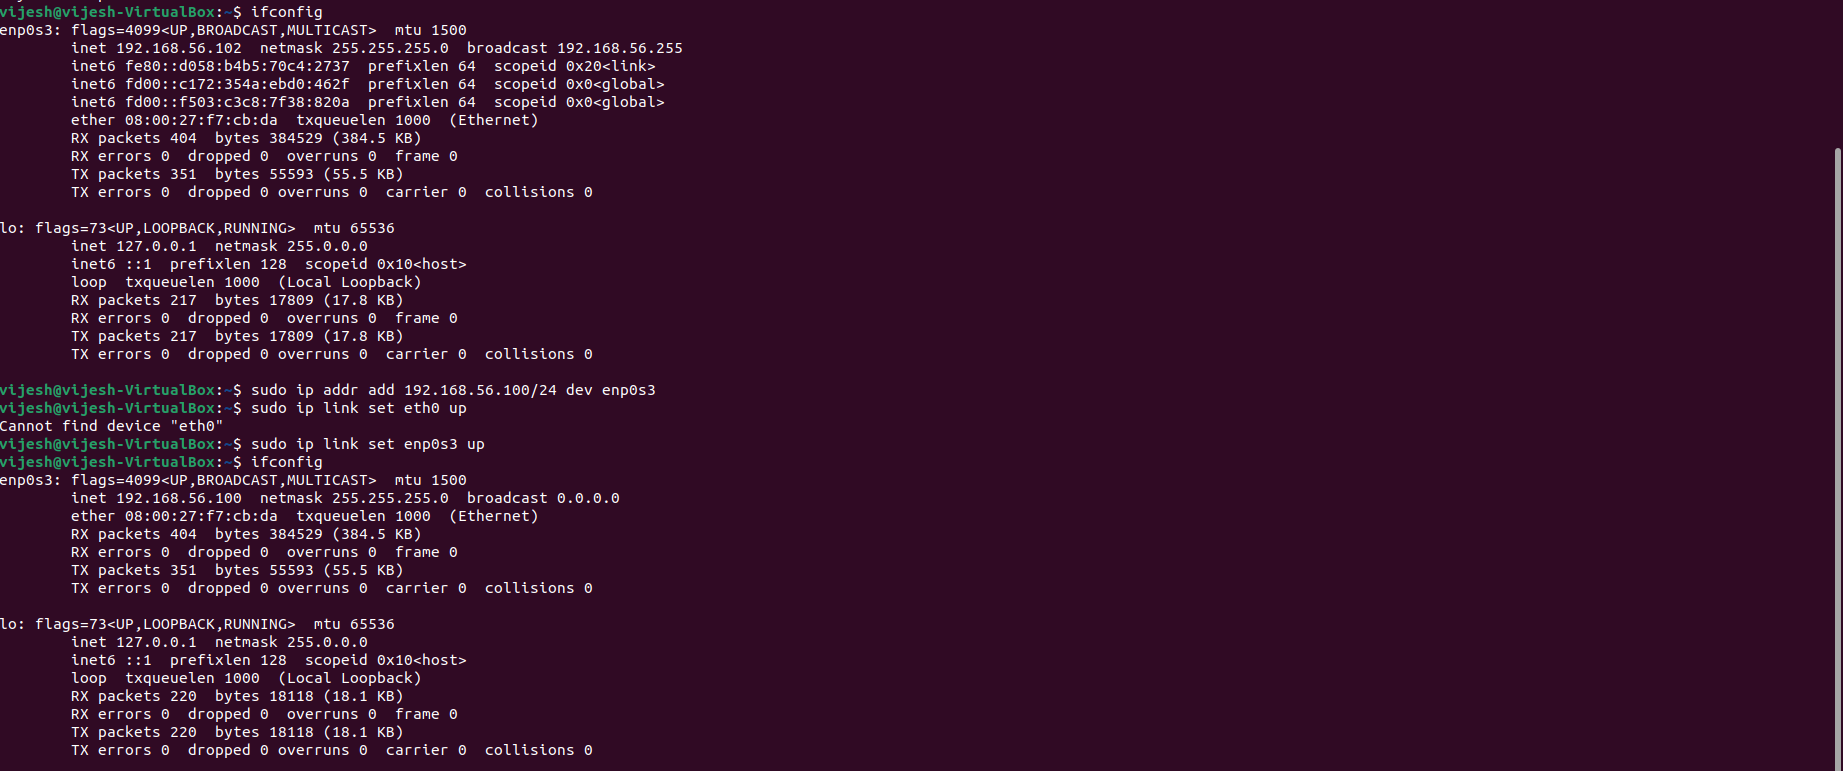 vijesh@vijesh-VirtualBox:~$ ifconfig
enp0s3: flags=4099<UP,BROADCAST,MULTICAST>  mtu 1500
        inet 192.168.56.102  netmask 255.255.255.0  broadcast 192.168.56.255
        inet6 fe80::d058:b4b5:70c4:2737  prefixlen 64  scopeid 0x20<link>
        inet6 fd00::c172:354a:ebd0:462f  prefixlen 64  scopeid 0x0<global>
        inet6 fd00::f503:c3c8:7f38:820a  prefixlen 64  scopeid 0x0<global>
        ether 08:00:27:f7:cb:da  txqueuelen 1000  (Ethernet)
        RX packets 404  bytes 384529 (384.5 KB)
        RX errors 0  dropped 0  overruns 0  frame 0
        TX packets 351  bytes 55593 (55.5 KB)
        TX errors 0  dropped 0 overruns 0  carrier 0  collisions 0

lo: flags=73<UP,LOOPBACK,RUNNING>  mtu 65536
        inet 127.0.0.1  netmask 255.0.0.0
        inet6 ::1  prefixlen 128  scopeid 0x10<host>
        loop  txqueuelen 1000  (Local Loopback)
        RX packets 217  bytes 17809 (17.8 KB)
        RX errors 0  dropped 0  overruns 0  frame 0
        TX packets 217  bytes 17809 (17.8 KB)
        TX errors 0  dropped 0 overruns 0  carrier 0  collisions 0

vijesh@vijesh-VirtualBox:~$ sudo ip addr add 192.168.56.100/24 dev enp0s3
vijesh@vijesh-VirtualBox:~$ sudo ip link set eth0 up
Cannot find device "eth0"
vijesh@vijesh-VirtualBox:~$ sudo ip link set enp0s3 up
vijesh@vijesh-VirtualBox:~$ ifconfig
enp0s3: flags=4099<UP,BROADCAST,MULTICAST>  mtu 1500
        inet 192.168.56.100  netmask 255.255.255.0  broadcast 0.0.0.0
        ether 08:00:27:f7:cb:da  txqueuelen 1000  (Ethernet)
        RX packets 404  bytes 384529 (384.5 KB)
        RX errors 0  dropped 0  overruns 0  frame 0
        TX packets 351  bytes 55593 (55.5 KB)
        TX errors 0  dropped 0 overruns 0  carrier 0  collisions 0

lo: flags=73<UP,LOOPBACK,RUNNING>  mtu 65536
        inet 127.0.0.1  netmask 255.0.0.0
        inet6 ::1  prefixlen 128  scopeid 0x10<host>
        loop  txqueuelen 1000  (Local Loopback)
        RX packets 220  bytes 18118 (18.1 KB)
        RX errors 0  dropped 0  overruns 0  frame 0
        TX packets 220  bytes 18118 (18.1 KB)
        TX errors 0  dropped 0 overruns 0  carrier 0  collisions 0